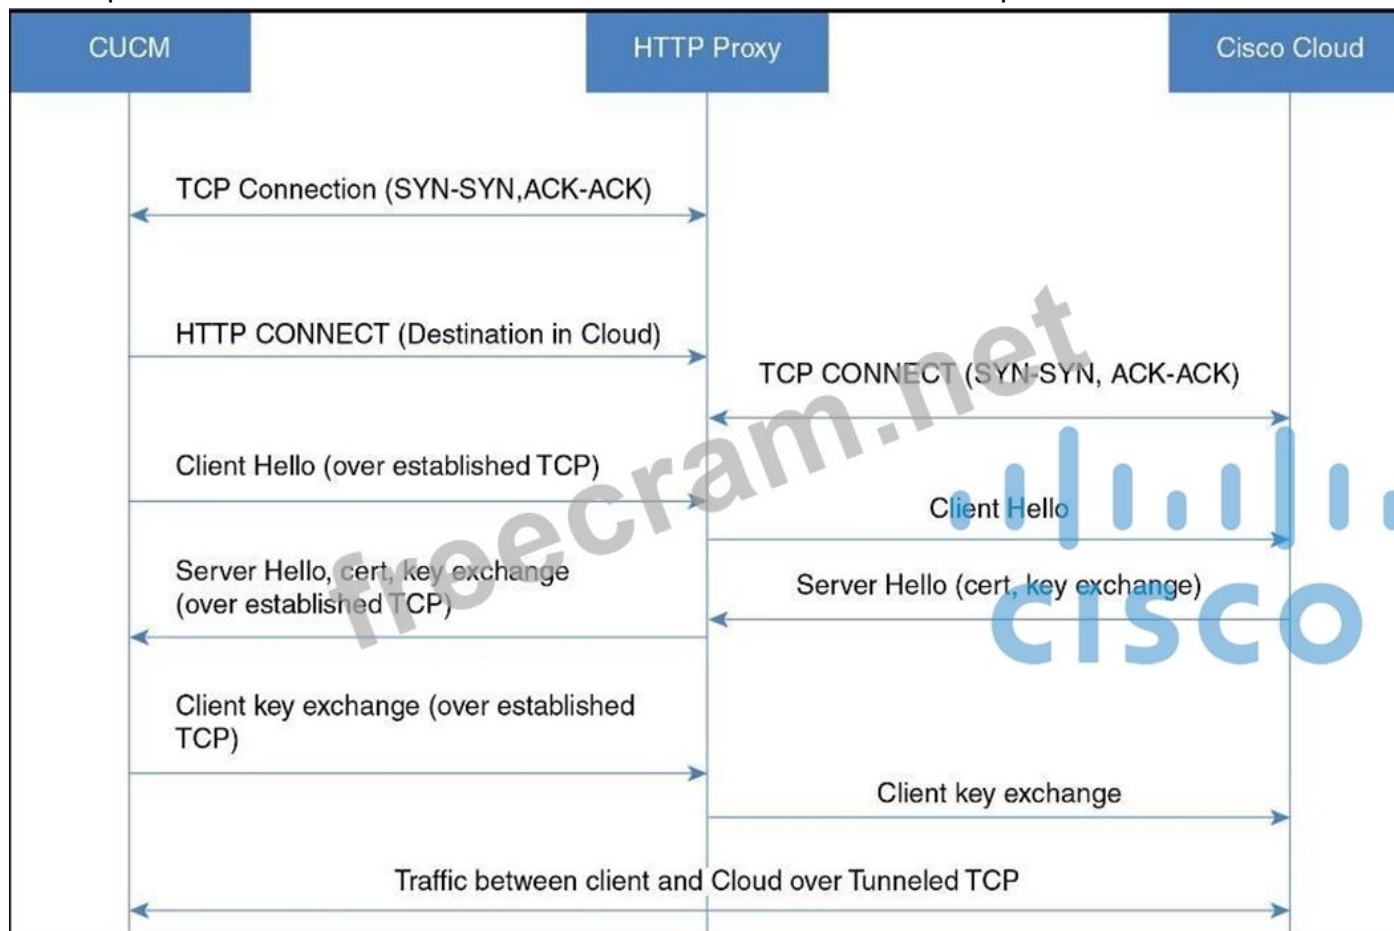 CUCM
HTTP Proxy
Cisco Cloud
TCP Connection (SYN-SYN,ACK-ACK)
HTTP CONNECT (Destination in Cloud)
TCP CONNECT (SYN-SYN, ACK-ACK)
Client Hello (over established TCP)
Client Hello
Server Hello, cert, key exchange
(over established TCP)
Server Hello (cert, key exchange)
Client key exchange (over established
TCP)
Client key exchange
Traffic between client and Cloud over Tunneled TCP
freecram.net
CISCO